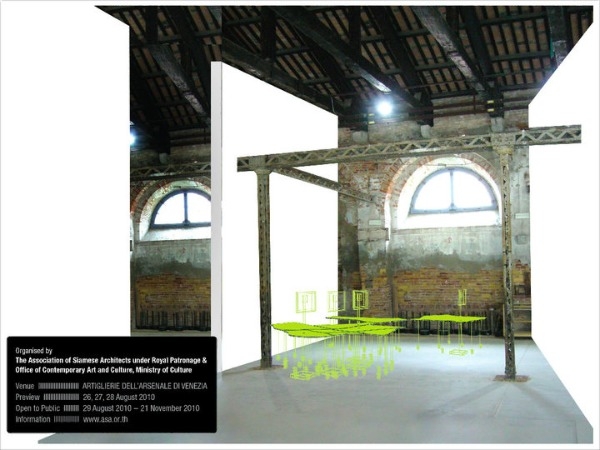 Organised by
The Association of Siamese Architects under Royal Patronage &
Office of Contemporary Art and Culture, Ministry of Culture
Venue ARTIGLIERIE DELL'ARSENALE DI VENEZIA
Preview 26, 27, 28 August 2010
Open to Public 29 August 2010 – 21 November 2010
Information www.asa.or.th